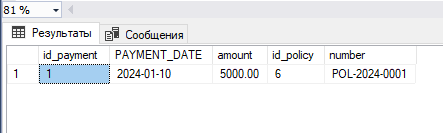 81 %
Результаты Сообщения
id_payment PAYMENT_DATE amount id_policy number
1 1 2024-01-10 5000.00 6 POL-2024-0001